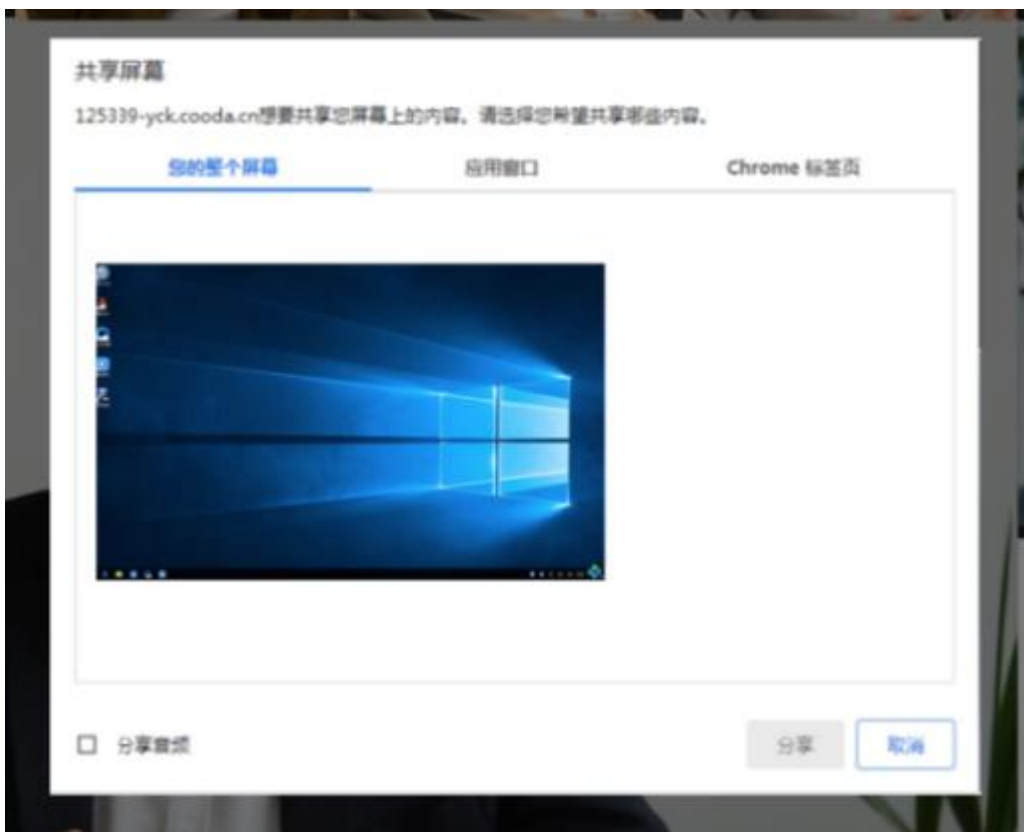 共享屏幕
125339-yck.cooda.cn想要共享您屏幕上的内容。请选择您希望共享哪些内容。
您的整个屏幕
应用窗口
Chrome 标签页
分享音频
分享
取消